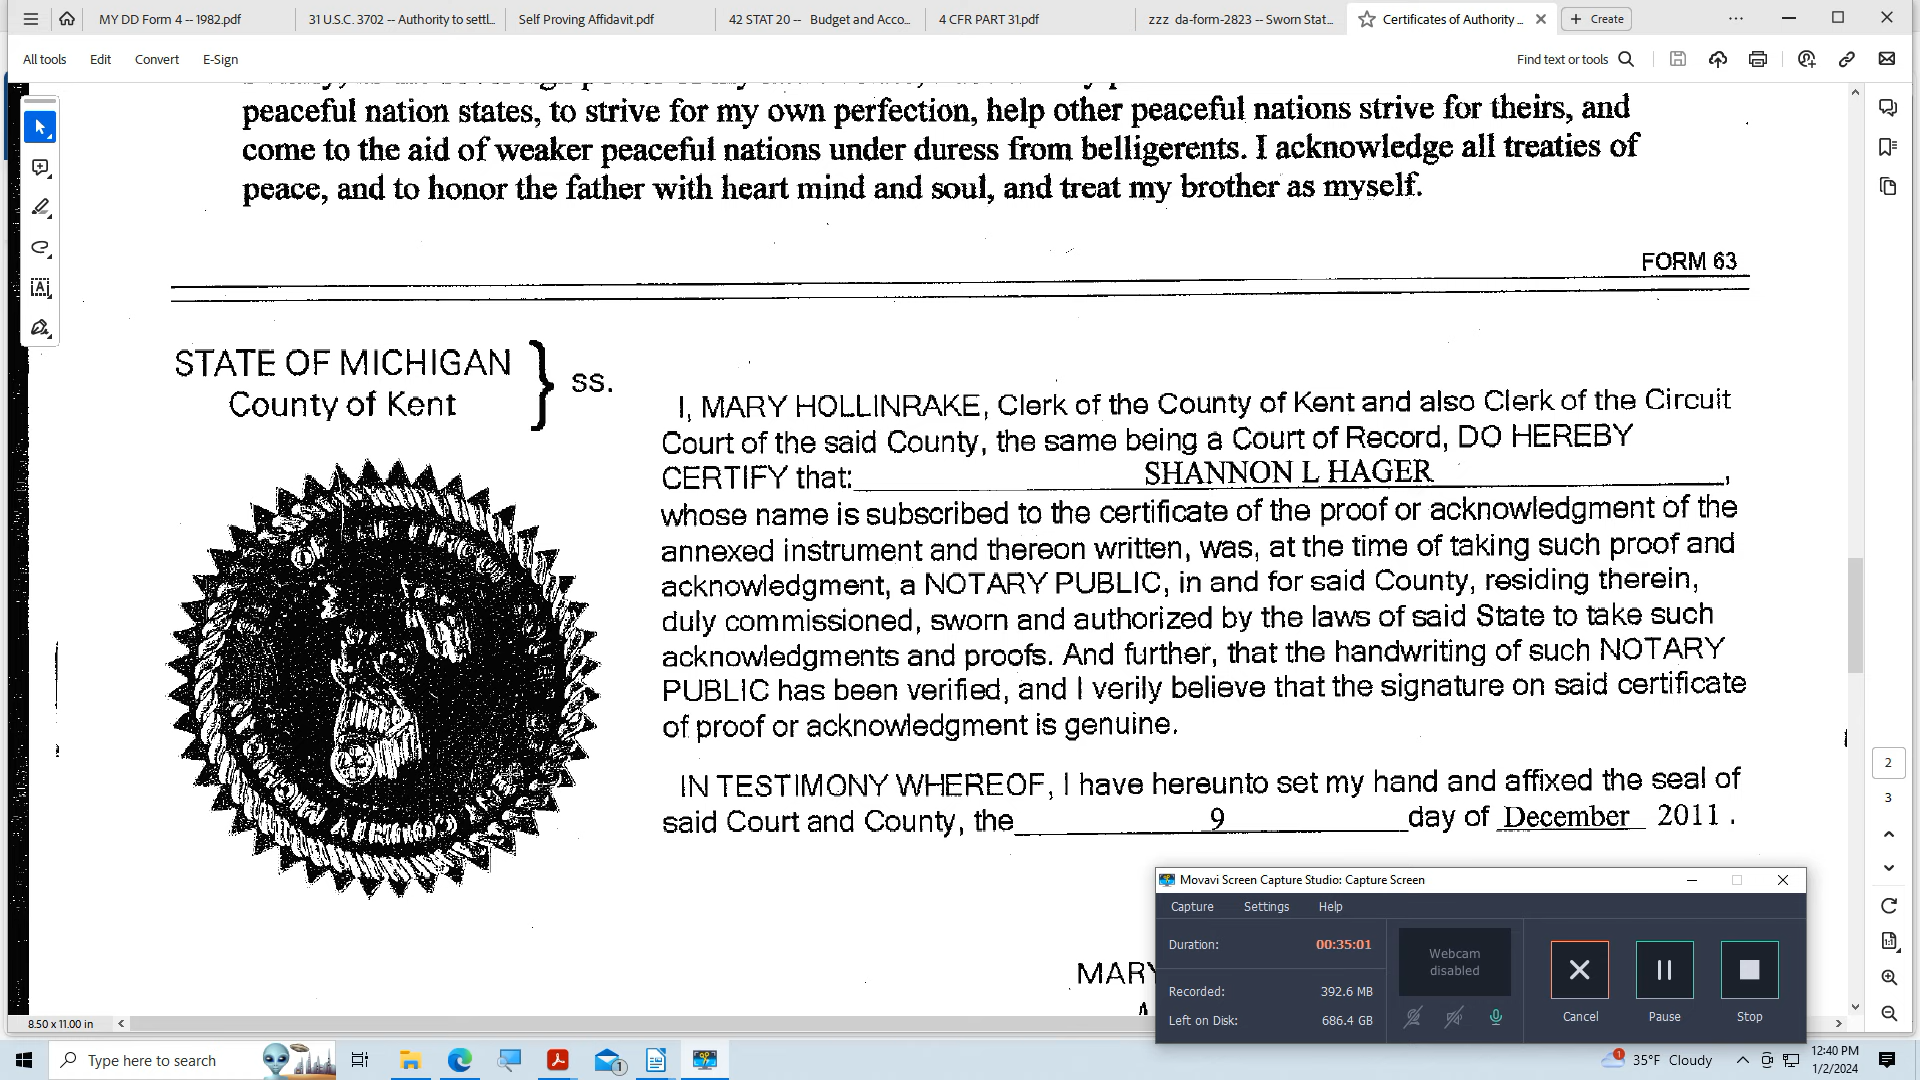 MY DD Form 4 -- 1982.pdf
31 U.S.C. 3702 -- Authority to settl...
Self Proving Affidavit.pdf
42 STAT 20 -- Budget and Acco...
4 CFR PART 31.pdf
zzz da-form-2823 -- Sworn Stat...
Certificates of Authority ...
Create
All tools
Edit
Convert
E-Sign
Find text or tools
peaceful nation states, to strive for my own perfection, help other peaceful nations strive for theirs, and
come to the aid of weaker peaceful nations under duress from belligerents. I acknowledge all treaties of
peace, and to honor the father with heart mind and soul, and treat my brother as myself.
FORM 63
STATE OF MICHIGAN
County of Kent
} ss.
I, MARY HOLLINRAKE, Clerk of the County of Kent and also Clerk of the Circuit
Court of the said County, the same being a Court of Record, DO HEREBY
CERTIFY that: SHANNON L HAGER ,
whose name is subscribed to the certificate of the proof or acknowledgment of the
annexed instrument and thereon written, was, at the time of taking such proof and
acknowledgment, a NOTARY PUBLIC, in and for said County, residing therein,
duly commissioned, sworn and authorized by the laws of said State to take such
acknowledgments and proofs. And further, that the handwriting of such NOTARY
PUBLIC has been verified, and I verily believe that the signature on said certificate
of proof or acknowledgment is genuine.
IN TESTIMONY WHEREOF, I have hereunto set my hand and affixed the seal of
said Court and County, the 9 day of December 2011 .
MARY
2
3
8.50 x 11.00 in
Movavi Screen Capture Studio: Capture Screen
Capture
Settings
Help
Duration: 00:35:01
Recorded: 392.6 MB
Left on Disk: 686.4 GB
Webcam
disabled
Cancel
Pause
Stop
Type here to search
1
1
35°F Cloudy
12:40 PM
1/2/2024